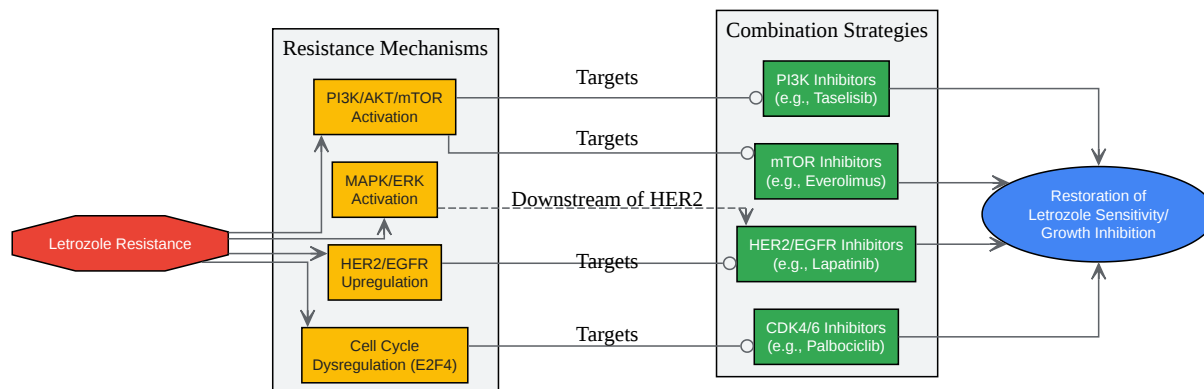 Resistance Mechanisms
Combination Strategies
PI3K/AKT/mTOR
Activation
Targets
PI3K Inhibitors
(e.g., Taselisib)
MAPK/ERK
Activation
Targets
mTOR Inhibitors
(e.g., Everolimus)
Downstream of HER2
Letrozole Resistance
HER2/EGFR
Upregulation
Targets
HER2/EGFR Inhibitors
(e.g., Lapatinib)
Restoration of
Letrozole Sensitivity/
Growth Inhibition
Cell Cycle
Dysregulation (E2F4)
Targets
CDK4/6 Inhibitors
(e.g., Palbociclib)